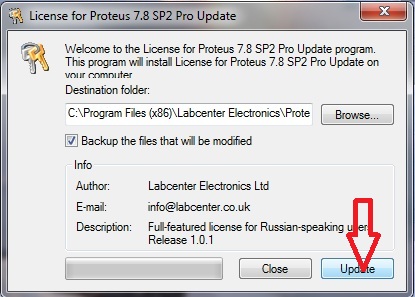 License for Proteus 7.8 SP2 Pro Update
Welcome to the License for Proteus 7.8 SP2 Pro Update program.
This program will install License for Proteus 7.8 SP2 Pro Update on
your computer.
Destination folder:
C:\Program Files (x86)\Labcenter Electronics\Prote
Browse...
Backup the files that will be modified
Info
Author: Labcenter Electronics Ltd
E-mail: info@labcenter.co.uk
Description: Full-featured license for Russian-speaking
Release 1.0.1
Close
Update